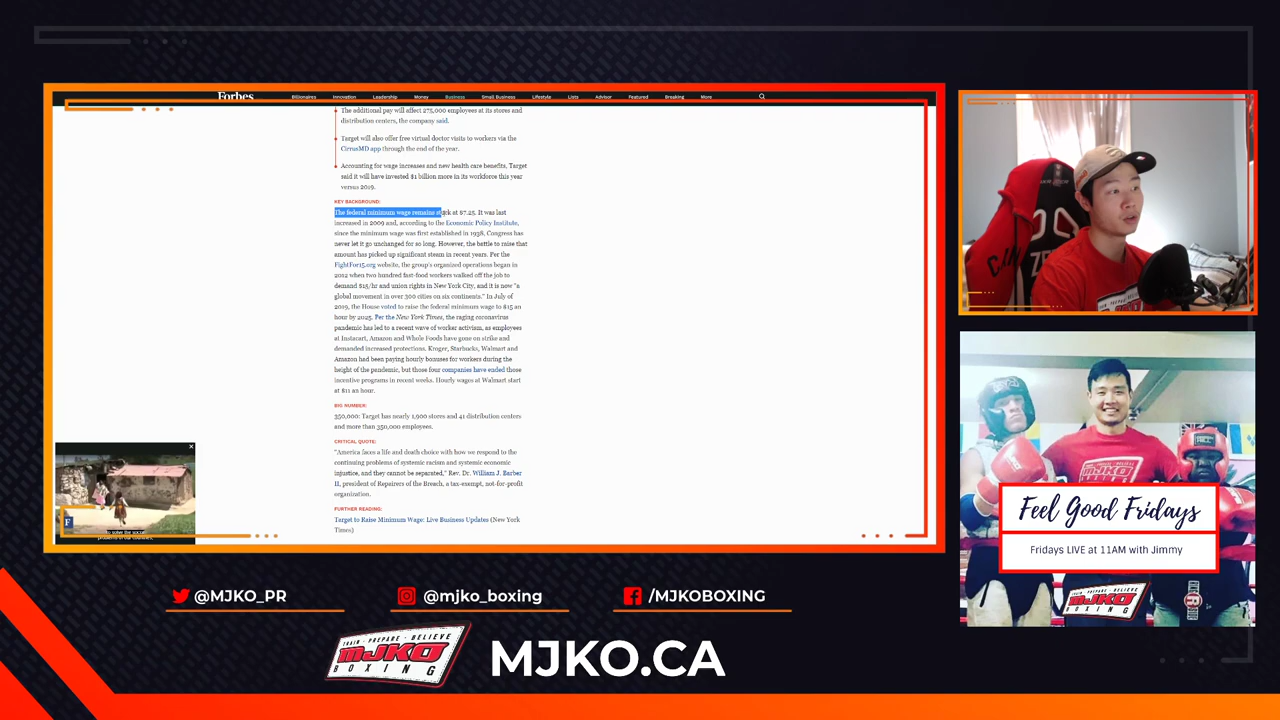 Forbes
Billionaires Innovation Leadership Money Business Small Business Lifestyle Lists Advisor Featured Breaking More
The additional pay will affect 275,000 employees at its stores and
distribution centers, the company said.
Target will also offer free virtual doctor visits to workers via the
CirrusMD app through the end of the year.
Accounting for wage increases and new health care benefits, Target
said it will have invested $1 billion more in its workforce this year
versus 2019.
KEY BACKGROUND:
The federal minimum wage remains stuck at $7.25. It was last
increased in 2009 and, according to the Economic Policy Institute,
since the minimum wage was first established in 1938, Congress has
never let it go unchanged for so long. However, the battle to raise that
amount has picked up significant steam in recent years. Per the
FightFor15.org website, the group's organized operations began in
2012 when two hundred fast-food workers walked off the job to
demand $15/hr and union rights in New York City, and it is now "a
global movement in over 300 cities on six continents." In July of
2019, the House voted to raise the federal minimum wage to $15 an
hour by 2025. Per the New York Times, the raging coronavirus
pandemic has led to a recent wave of worker activism, as employees
at Instacart, Amazon and Whole Foods have gone on strike and
demanded increased protections. Kroger, Starbucks, Walmart and
Amazon had been paying hourly bonuses for workers during the
height of the pandemic, but those four companies have ended those
incentive programs in recent weeks. Hourly wages at Walmart start
at $11 an hour.
BIG NUMBER:
350,000: Target has nearly 1,900 stores and 41 distribution centers
and more than 350,000 employees.
CRITICAL QUOTE:
"America faces a life and death choice with how we respond to the
continuing problems of systemic racism and systemic economic
injustice, and they cannot be separated," Rev. Dr. William J. Barber
II, president of Repairers of the Breach, a tax-exempt, not-for-profit
organization.
FURTHER READING:
Target to Raise Minimum Wage: Live Business Updates (New York
Times)
F
to solve the social
problems in our countries,
Feel Good Fridays
Fridays LIVE at 11AM with Jimmy
TRAIN · PREPARE · BELIEVE
MJKO
BOXING
@MJKO_PR
@mjko_boxing
/MJKOBOXING
TRAIN · PREPARE · BELIEVE
MJKO
BOXING
MJKO.CA